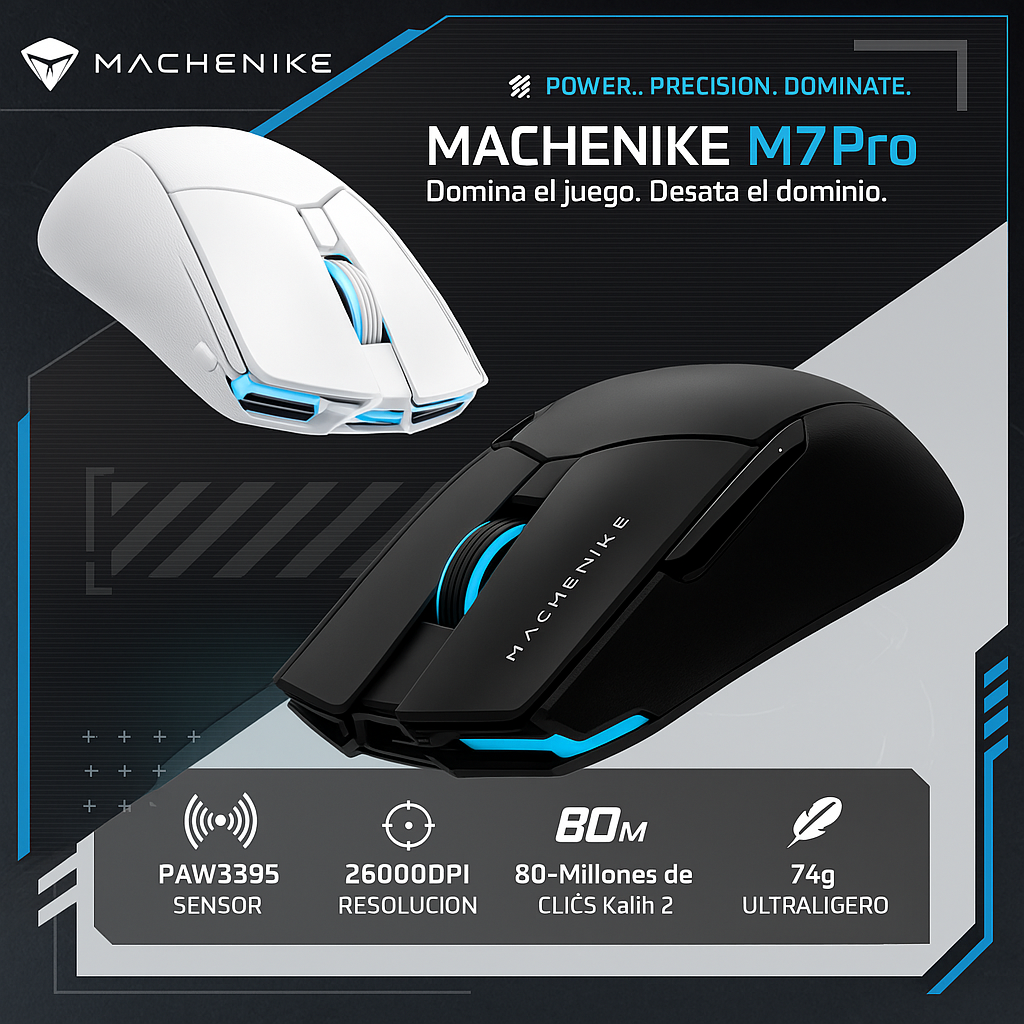 MACHENIKE
POWER.. PRECISION. DOMINATE.
MACHENIKE M7Pro
Domina el juego. Desata el dominio.
MACHENIKE
PAW3395
SENSOR
26000DPI
RESOLUCION
80M
80-Millones de
CLICS Kalih 2
74g
ULTRALIGERO